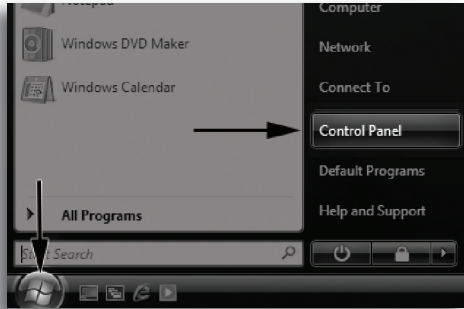 Notepad
Windows DVD Maker
Windows Calendar
All Programs
Start Search
Computer
Network
Connect To
Control Panel
Default Programs
Help and Support